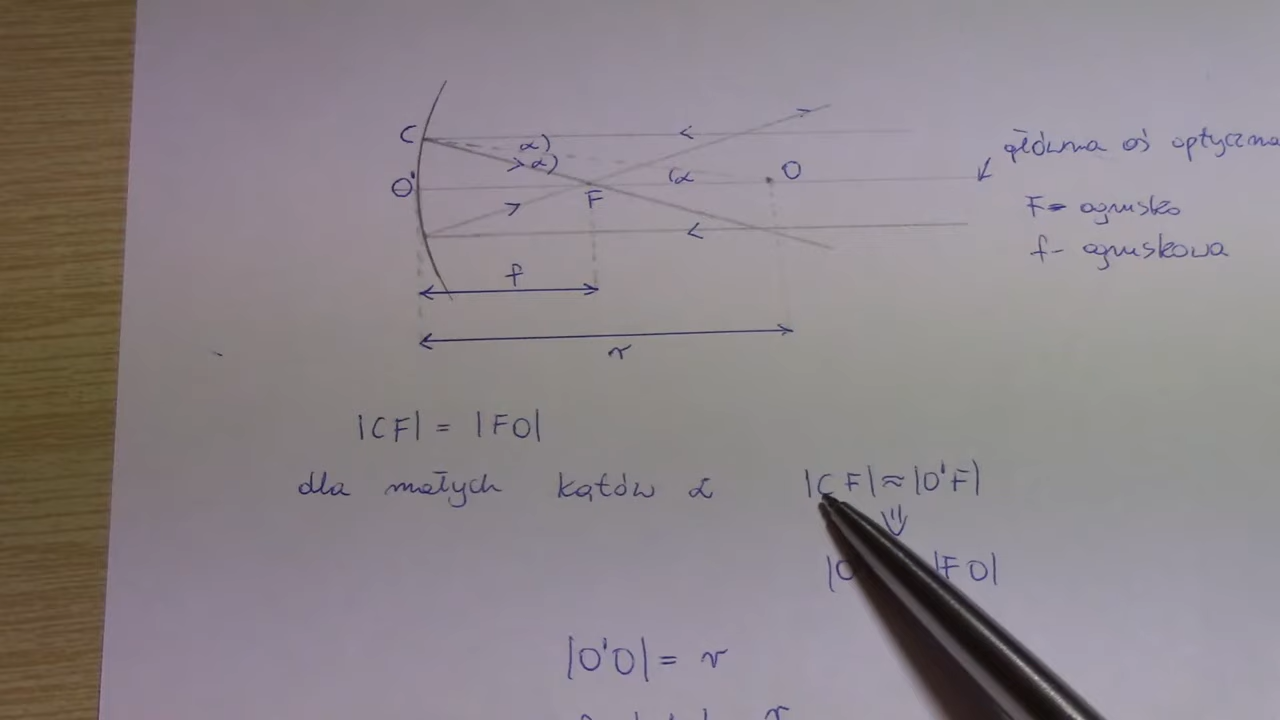 C
α)
α)
(α
O
główna oś optyczna
O'
F
F- ognisko
f- ogniskowa
f
r
|CF| = |FO|
dla małych kątów α |CF|≈|O'F|
⇓
|O |FO|
|O'O| = r
r